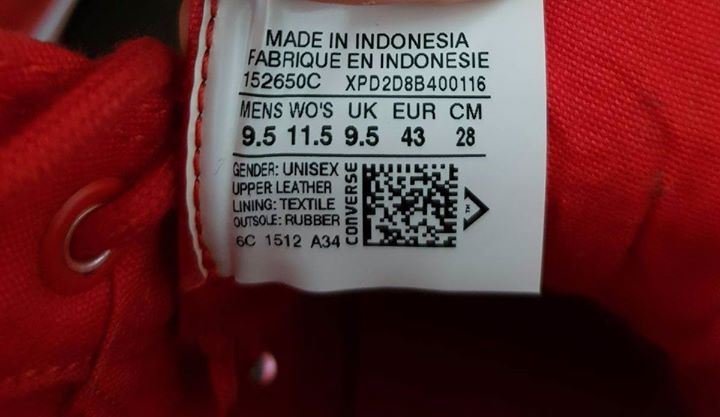 MADE IN INDONESIA
FABRIQUE EN INDONESIE
152650C XPD2D8B400116
MENS WO'S UK EUR CM
9.5 11.5 9.5 43 28
GENDER: UNISEX
UPPER LEATHER
LINING: TEXTILE
OUTSOLE: RUBBER
6C 1512 A34
CONVERSE
TM